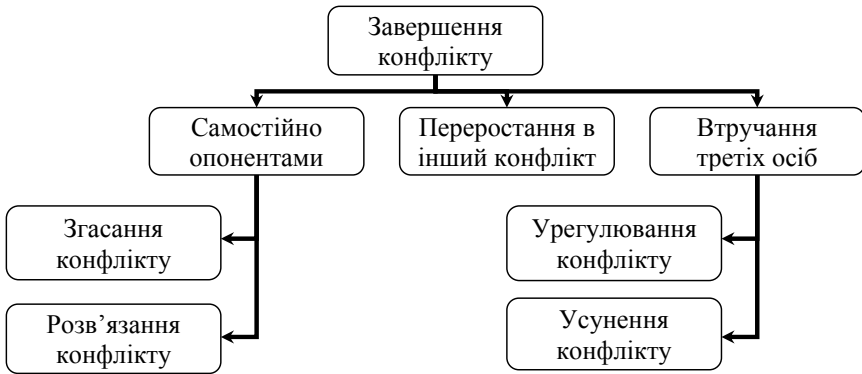 Завершення
конфлікту
Самостійно
опонентами
Переростання в
інший конфлікт
Втручання
третіх осіб
Згасання
конфлікту
Урегулювання
конфлікту
Розв’язання
конфлікту
Усунення
конфлікту